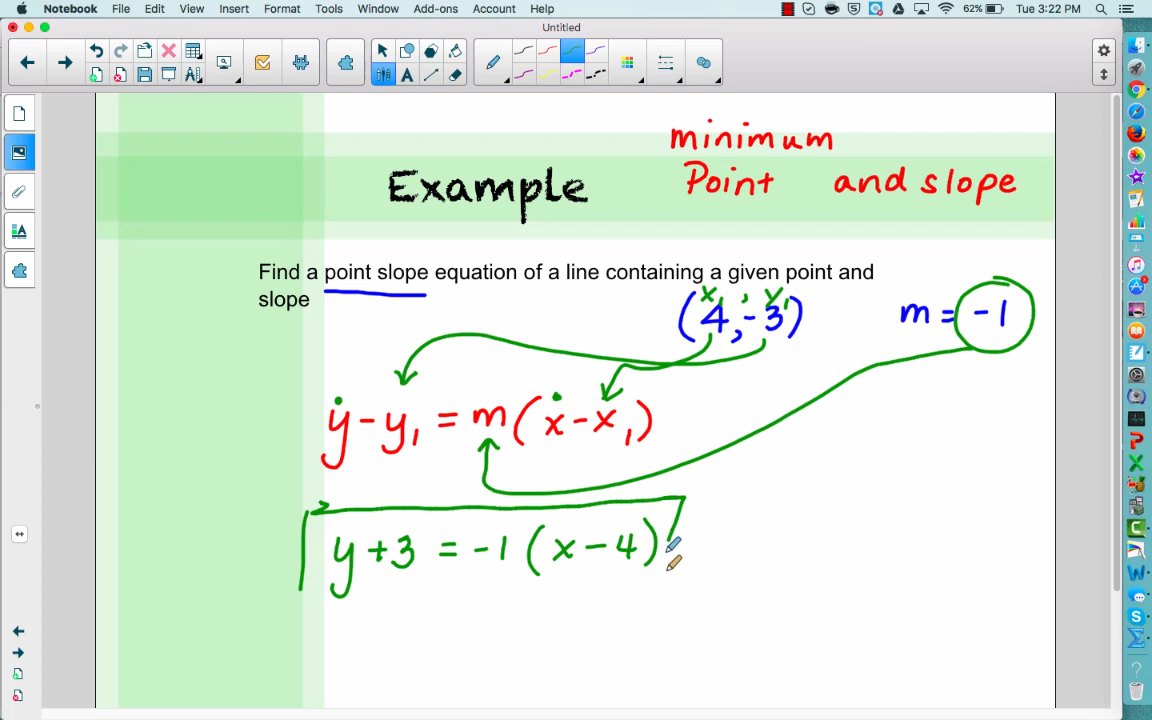 Notebook File Edit View Insert Format Tools Window Add-ons Account Help 62% Tue 3:22 PM
Untitled
minimum
Example Point and slope
Find a point slope equation of a line containing a given point and
slope
x₁ , y₁
(4, -3) m = -1
y - y₁ = m(x - x₁)
y + 3 = -1(x - 4)